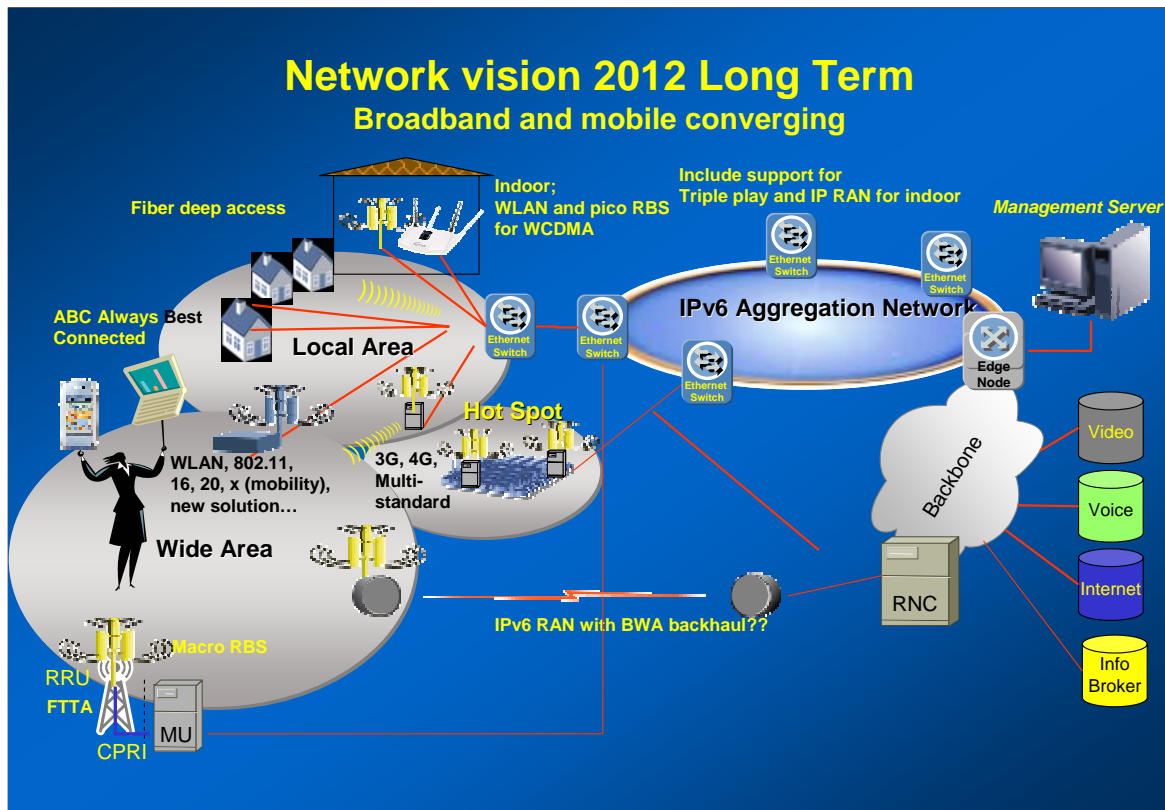 Network vision 2012 Long Term
Broadband and mobile converging
Fiber deep access
Indoor;
WLAN and pico RBS
for WCDMA
Include support for
Triple play and IP RAN for indoor
Management Server
Ethernet
Switch
Ethernet
Switch
Ethernet
Switch
Ethernet
Switch
Ethernet
Switch
IPv6 Aggregation Network
Edge
Node
ABC Always Best
Connected
Local Area
Hot Spot
WLAN, 802.11,
16, 20, x (mobility),
new solution…
3G, 4G,
Multi-
standard
Wide Area
Backbone
Video
Voice
Internet
Info
Broker
RNC
IPv6 RAN with BWA backhaul??
Macro RBS
RRU
FTTA
MU
CPRI